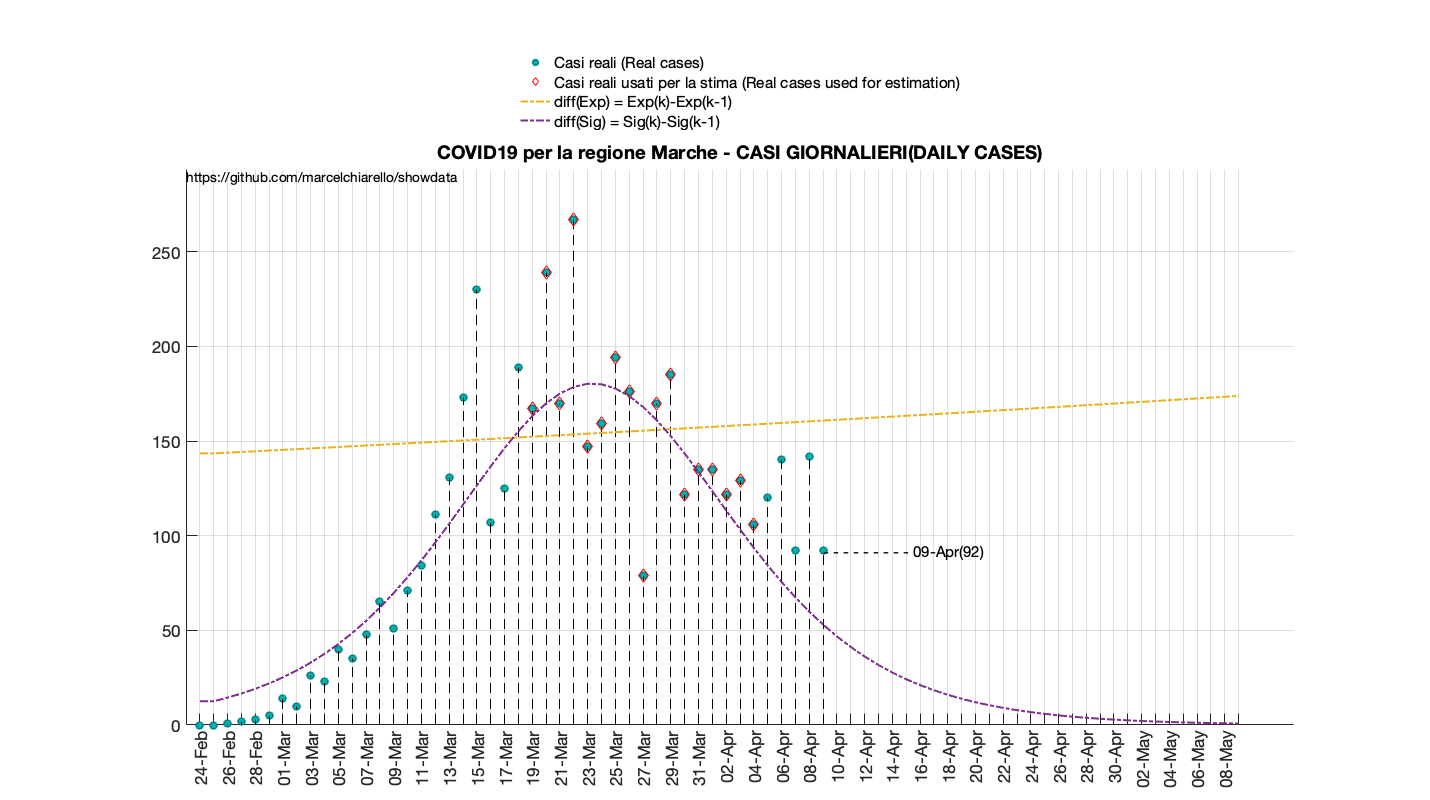 Casi reali (Real cases)
Casi reali usati per la stima (Real cases used for estimation)
diff(Exp) = Exp(k)-Exp(k-1)
diff(Sig) = Sig(k)-Sig(k-1)
COVID19 per la regione Marche - CASI GIORNALIERI(DAILY CASES)
https://github.com/marcelchiarello/showdata
250
200
150
100
50
0
09-Apr(92)
24-Feb
26-Feb
28-Feb
01-Mar
03-Mar
05-Mar
07-Mar
09-Mar
11-Mar
13-Mar
15-Mar
17-Mar
19-Mar
21-Mar
23-Mar
25-Mar
27-Mar
29-Mar
31-Mar
02-Apr
04-Apr
06-Apr
08-Apr
10-Apr
12-Apr
14-Apr
16-Apr
18-Apr
20-Apr
22-Apr
24-Apr
26-Apr
28-Apr
30-Apr
02-May
04-May
06-May
08-May